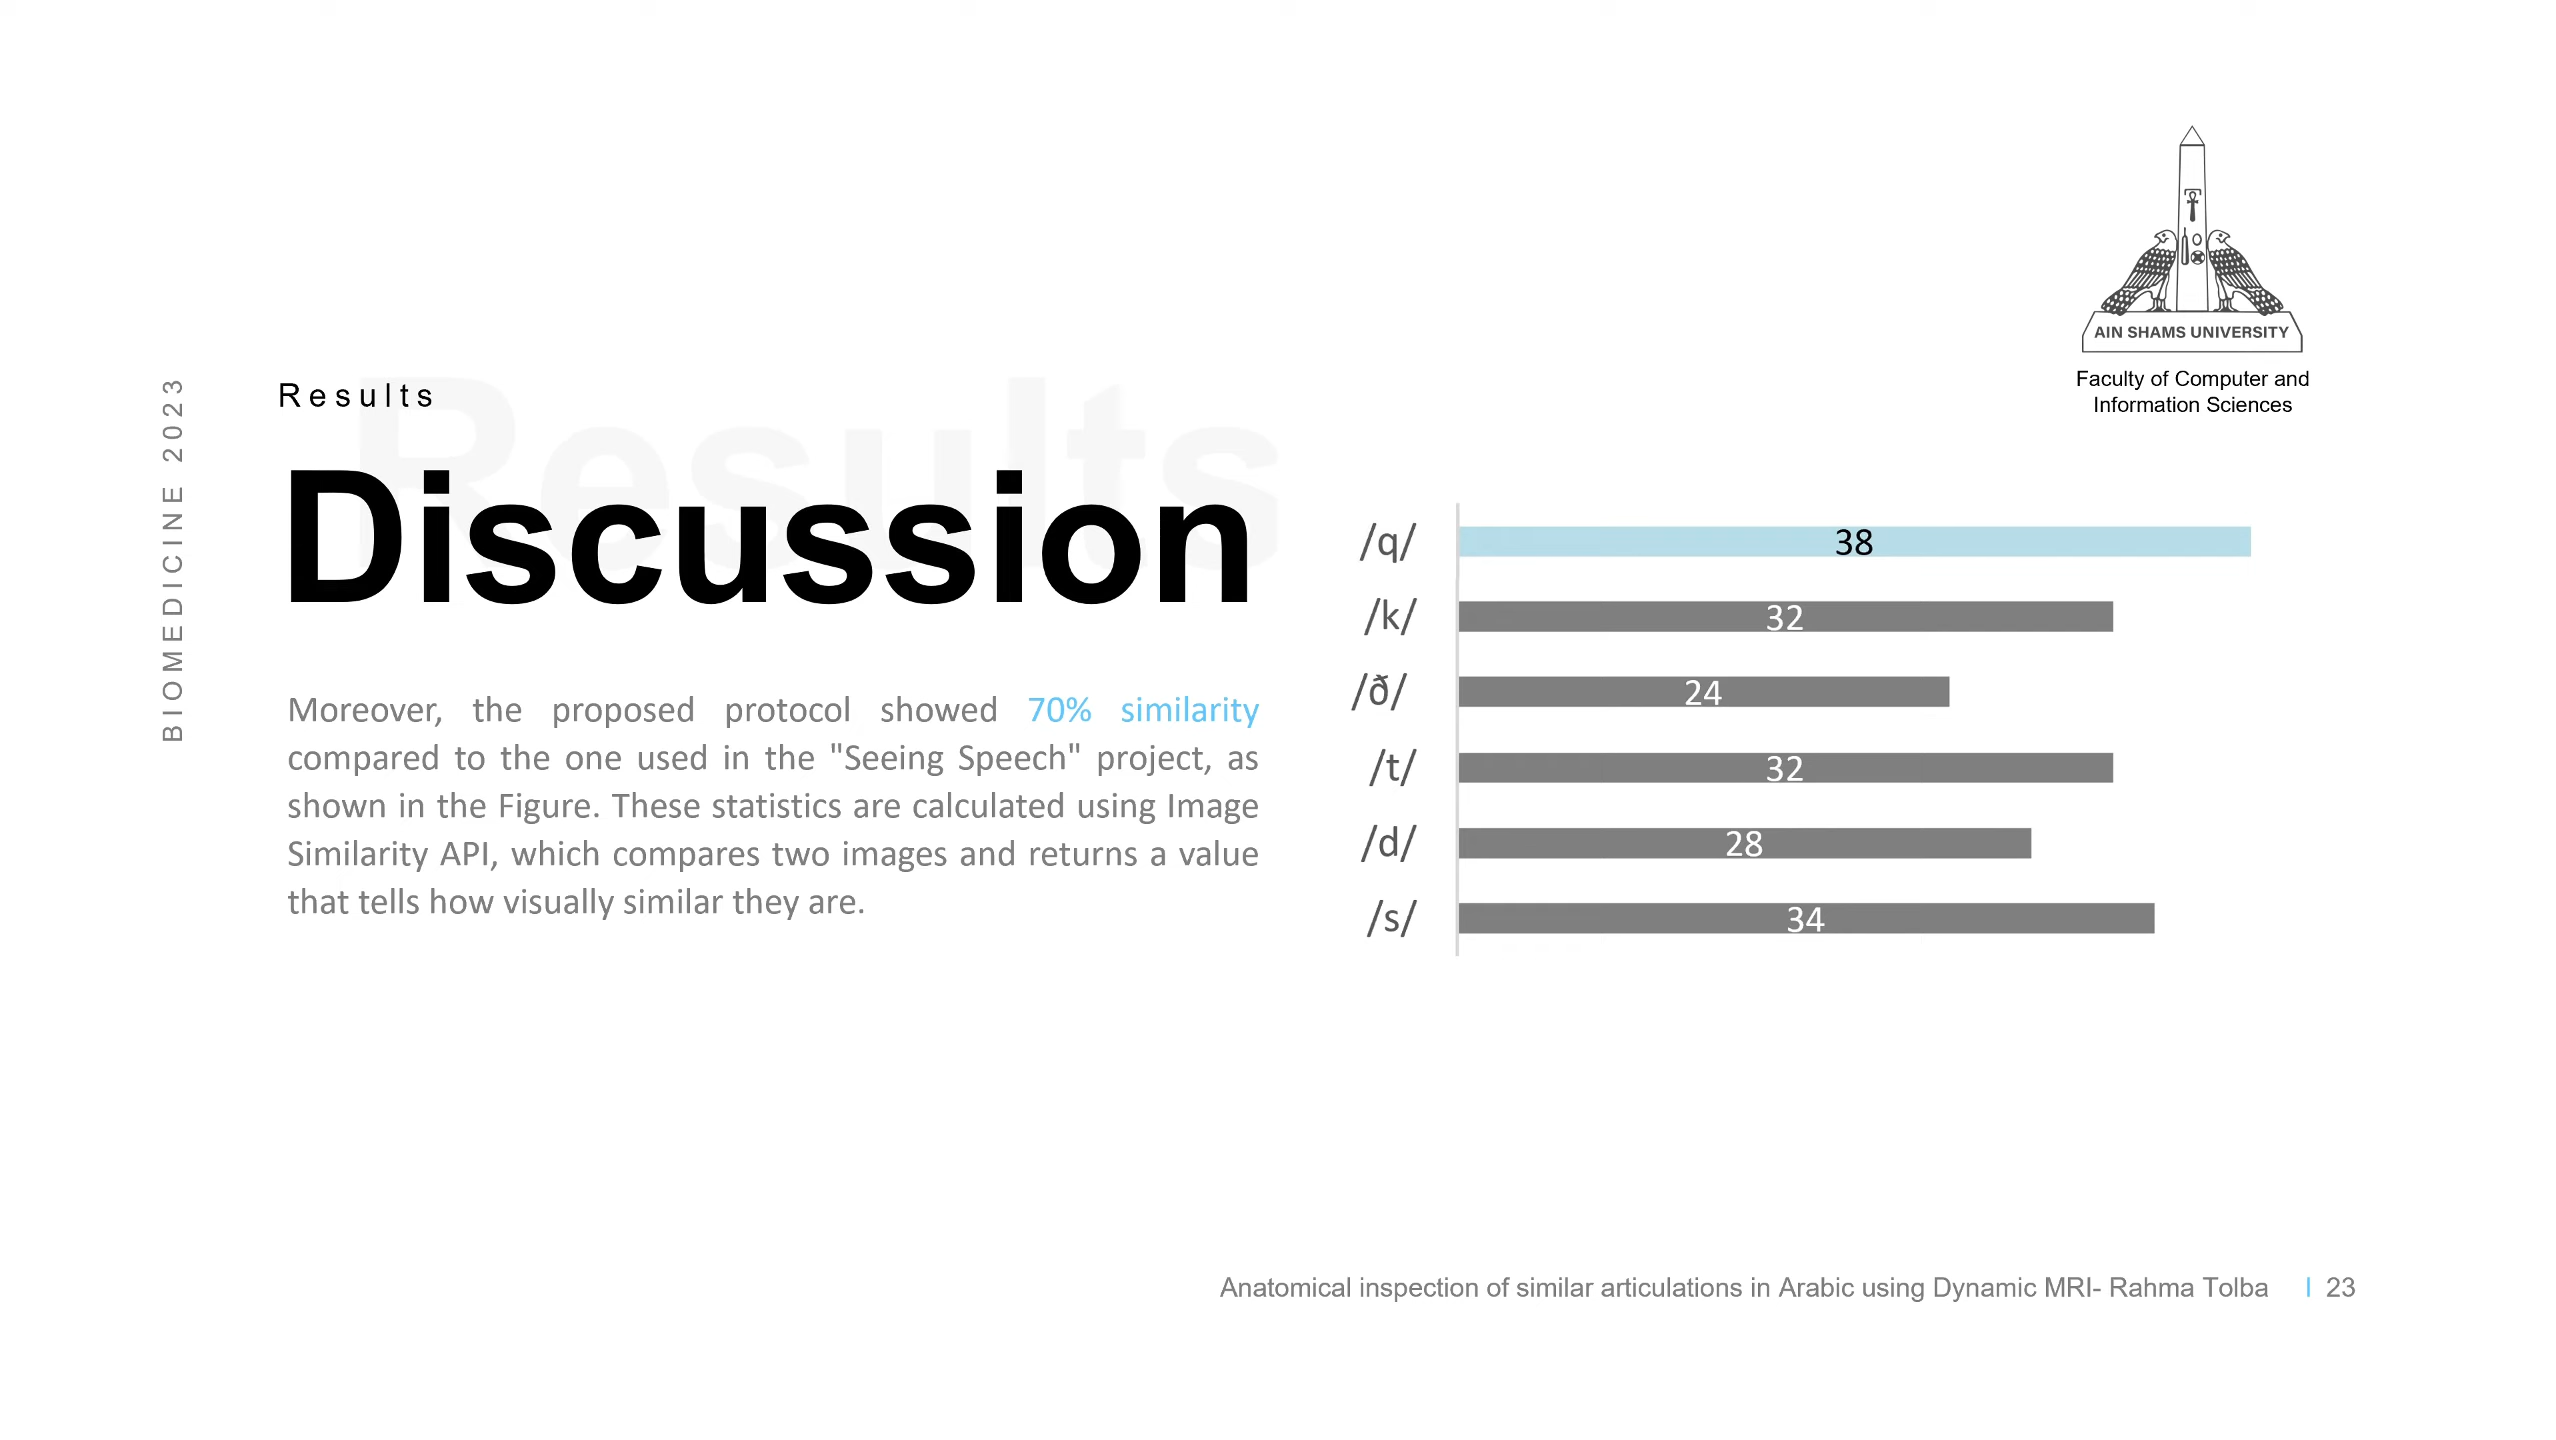 BIOMEDICINE 2023
AIN SHAMS UNIVERSITY
Faculty of Computer and
Information Sciences
Results
Results
Discussion
Moreover, the proposed protocol showed 70% similarity
compared to the one used in the "Seeing Speech" project, as
shown in the Figure. These statistics are calculated using Image
Similarity API, which compares two images and returns a value
that tells how visually similar they are.
/q/ 38
/k/ 32
/ð/ 24
/t/ 32
/d/ 28
/s/ 34
Anatomical inspection of similar articulations in Arabic using Dynamic MRI- Rahma Tolba | 23